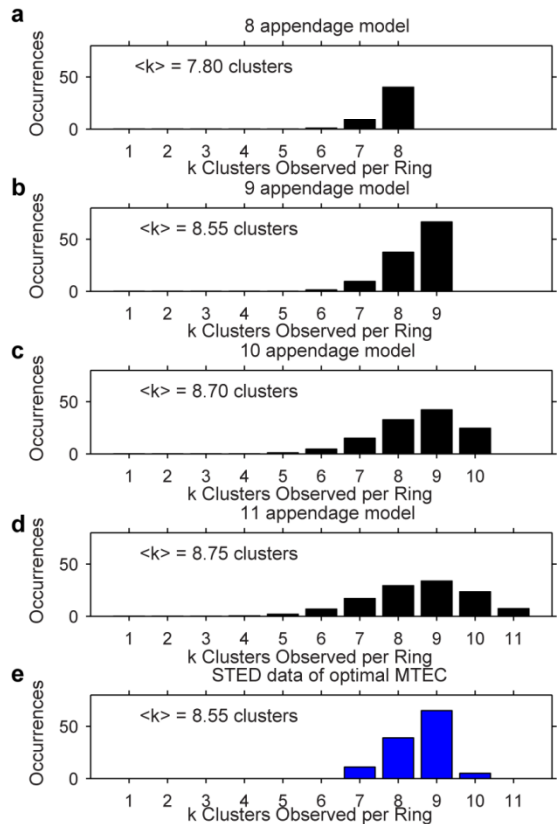 a
8 appendage model
Occurrences
50
0
<k> = 7.80 clusters
1 2 3 4 5 6 7 8
k Clusters Observed per Ring
b
9 appendage model
Occurrences
50
0
<k> = 8.55 clusters
1 2 3 4 5 6 7 8 9
k Clusters Observed per Ring
c
10 appendage model
Occurrences
50
0
<k> = 8.70 clusters
1 2 3 4 5 6 7 8 9 10
k Clusters Observed per Ring
d
11 appendage model
Occurrences
50
0
<k> = 8.75 clusters
1 2 3 4 5 6 7 8 9 10 11
k Clusters Observed per Ring
e
STED data of optimal MTEC
Occurrences
50
0
<k> = 8.55 clusters
1 2 3 4 5 6 7 8 9 10 11
k Clusters Observed per Ring